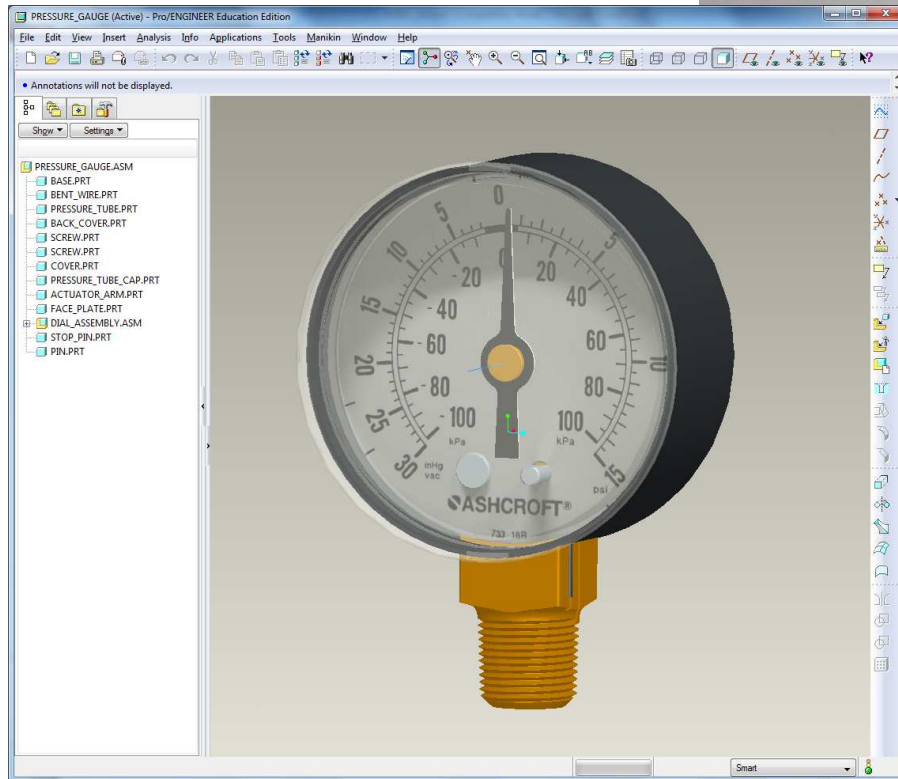 PRESSURE_GAUGE (Active) - Pro/ENGINEER Education Edition
File Edit View Insert Analysis Info Applications Tools Manikin Window Help
• Annotations will not be displayed.
Show Settings
PRESSURE_GAUGE.ASM
BASE.PRT
BENT_WIRE.PRT
PRESSURE_TUBE.PRT
BACK_COVER.PRT
SCREW.PRT
SCREW.PRT
COVER.PRT
PRESSURE_TUBE_CAP.PRT
ACTUATOR_ARM.PRT
FACE_PLATE.PRT
DIAL_ASSEMBLY.ASM
STOP_PIN.PRT
PIN.PRT
30 25 20 15 10 5 0 5 10 15
-100 -80 -60 -40 -20 0 20 40 60 80 100
kPa kPa
inHg
vac
psi
ASHCROFT®
733 18R
Smart